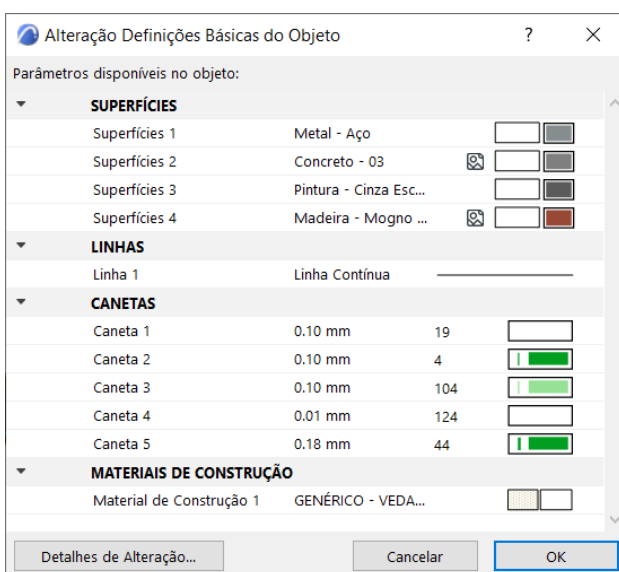 Alteração Definições Básicas do Objeto ?
Parâmetros disponíveis no objeto:
SUPERFÍCIES
Superfícies 1 Metal - Aço
Superfícies 2 Concreto - 03
Superfícies 3 Pintura - Cinza Esc...
Superfícies 4 Madeira - Mogno ...
LINHAS
Linha 1 Linha Contínua
CANETAS
Caneta 1 0.10 mm 19
Caneta 2 0.10 mm 4
Caneta 3 0.10 mm 104
Caneta 4 0.01 mm 124
Caneta 5 0.18 mm 44
MATERIAIS DE CONSTRUÇÃO
Material de Construção 1 GENÉRICO - VEDA...
Detalhes de Alteração... Cancelar OK